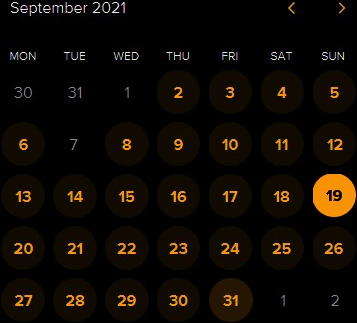 September 2021 < >
MON TUE WED THU FRI SAT SUN
30 31 1 2 3 4 5
6 7 8 9 10 11 12
13 14 15 16 17 18 19
20 21 22 23 24 25 26
27 28 29 30 31 1 2